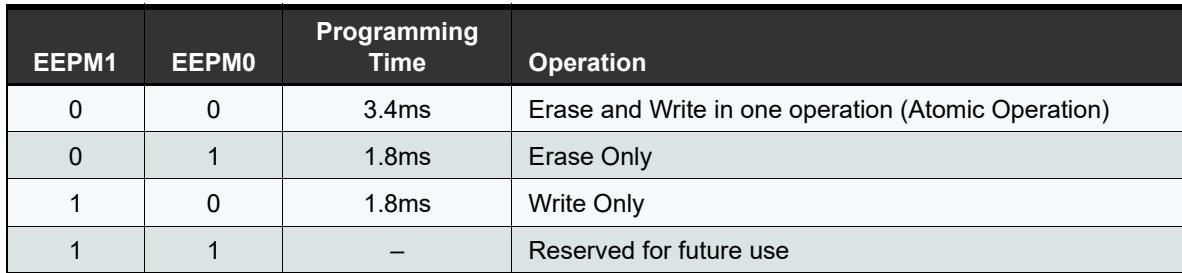 EEPM1 EEPM0 Programming Time Operation
0 0 3.4ms Erase and Write in one operation (Atomic Operation)
0 1 1.8ms Erase Only
1 0 1.8ms Write Only
1 1 – Reserved for future use